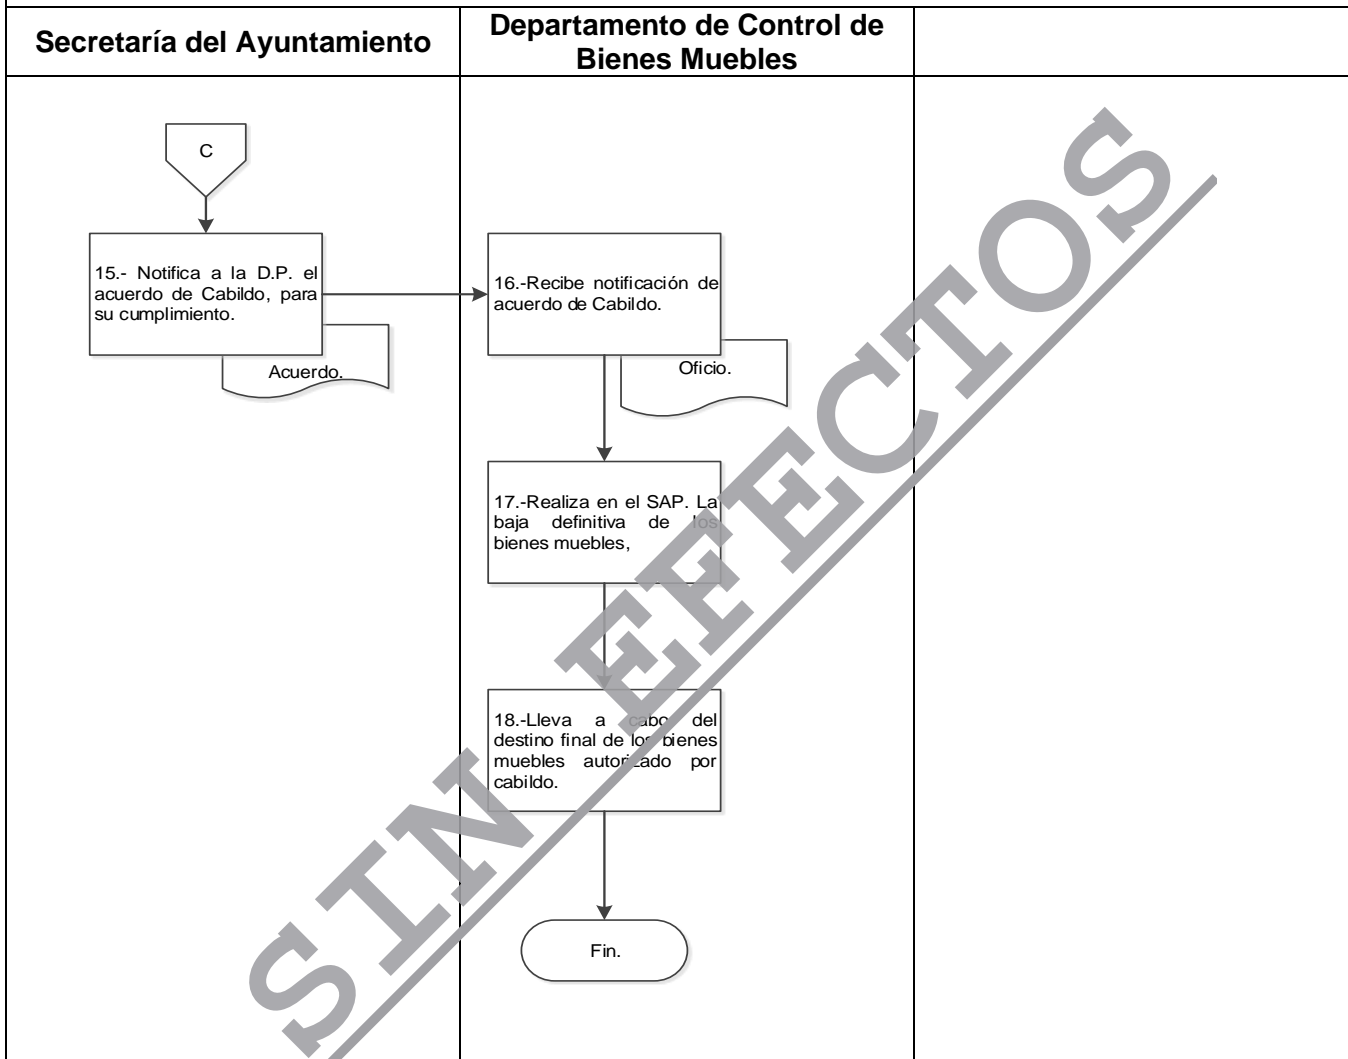 Secretaría del Ayuntamiento
Departamento de Control de
Bienes Muebles
C
15.- Notifica a la D.P. el
acuerdo de Cabildo, para
su cumplimiento.
Acuerdo.
16.-Recibe notificación de
acuerdo de Cabildo.
Oficio.
17.-Realiza en el SAP. La
baja definitiva de los
bienes muebles,
18.-Lleva a cabo del
destino final de los bienes
muebles autorizado por
cabildo.
Fin.
SIN EFECTOS